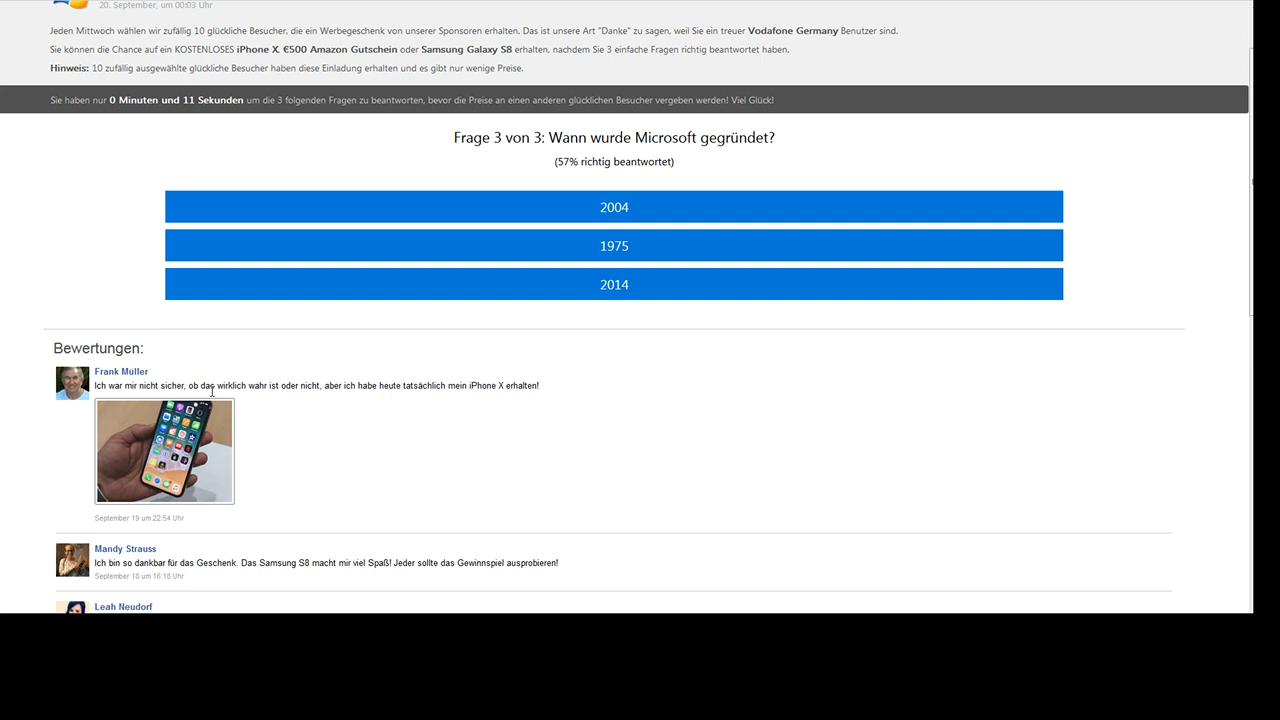 20. September, um 00:03 Uhr
Jeden Mittwoch wählen wir zufällig 10 glückliche Besucher, die ein Werbegeschenk von unserer Sponsoren erhalten. Das ist unsere Art "Danke" zu sagen, weil Sie ein treuer Vodafone Germany Benutzer sind.
Sie können die Chance auf ein KOSTENLOSES iPhone X, €500 Amazon Gutschein oder Samsung Galaxy S8 erhalten, nachdem Sie 3 einfache Fragen richtig beantwortet haben.
Hinweis: 10 zufällig ausgewählte glückliche Besucher haben diese Einladung erhalten und es gibt nur wenige Preise.
Sie haben nur 0 Minuten und 11 Sekunden um die 3 folgenden Fragen zu beantworten, bevor die Preise an einen anderen glücklichen Besucher vergeben werden! Viel Glück!
Frage 3 von 3: Wann wurde Microsoft gegründet?
(57% richtig beantwortet)
2004
1975
2014
Bewertungen:
Frank Müller
Ich war mir nicht sicher, ob das wirklich wahr ist oder nicht, aber ich habe heute tatsächlich mein iPhone X erhalten!
September 19 um 22:54 Uhr
Mandy Strauss
Ich bin so dankbar für das Geschenk. Das Samsung S8 macht mir viel Spaß! Jeder sollte das Gewinnspiel ausprobieren!
September 18 um 16:18 Uhr
Leah Neudorf